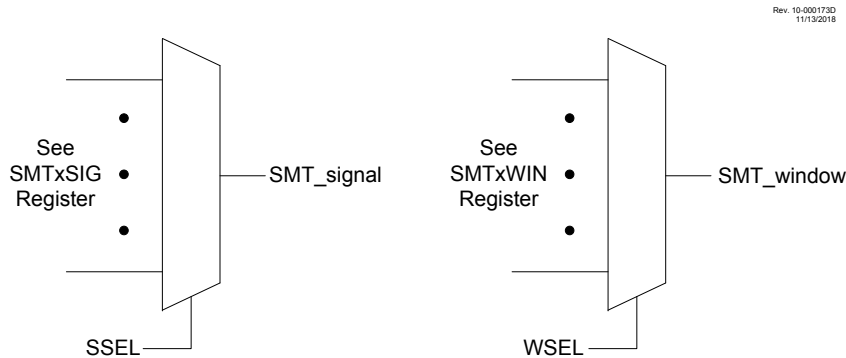 Rev. 10-000173D
11/13/2018
See
SMTxSIG
Register
SMT_signal
SSEL
See
SMTxWIN
Register
SMT_window
WSEL